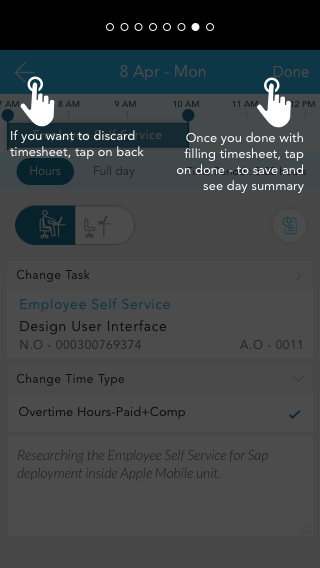 8 Apr - Mon
Done
7 AM
8 AM
9 AM
10 AM
11 AM
12 PM
Self Service
If you want to discard
timesheet, tap on back
Once you done with
filling timesheet, tap
on done - to save and
see day summary
Hours
Full day
Change Task
Employee Self Service
Design User Interface
N.O - 000300769374
A.O - 0011
Change Time Type
Overtime Hours-Paid+Comp
Researching the Employee Self Service for Sap
deployment inside Apple Mobile unit.